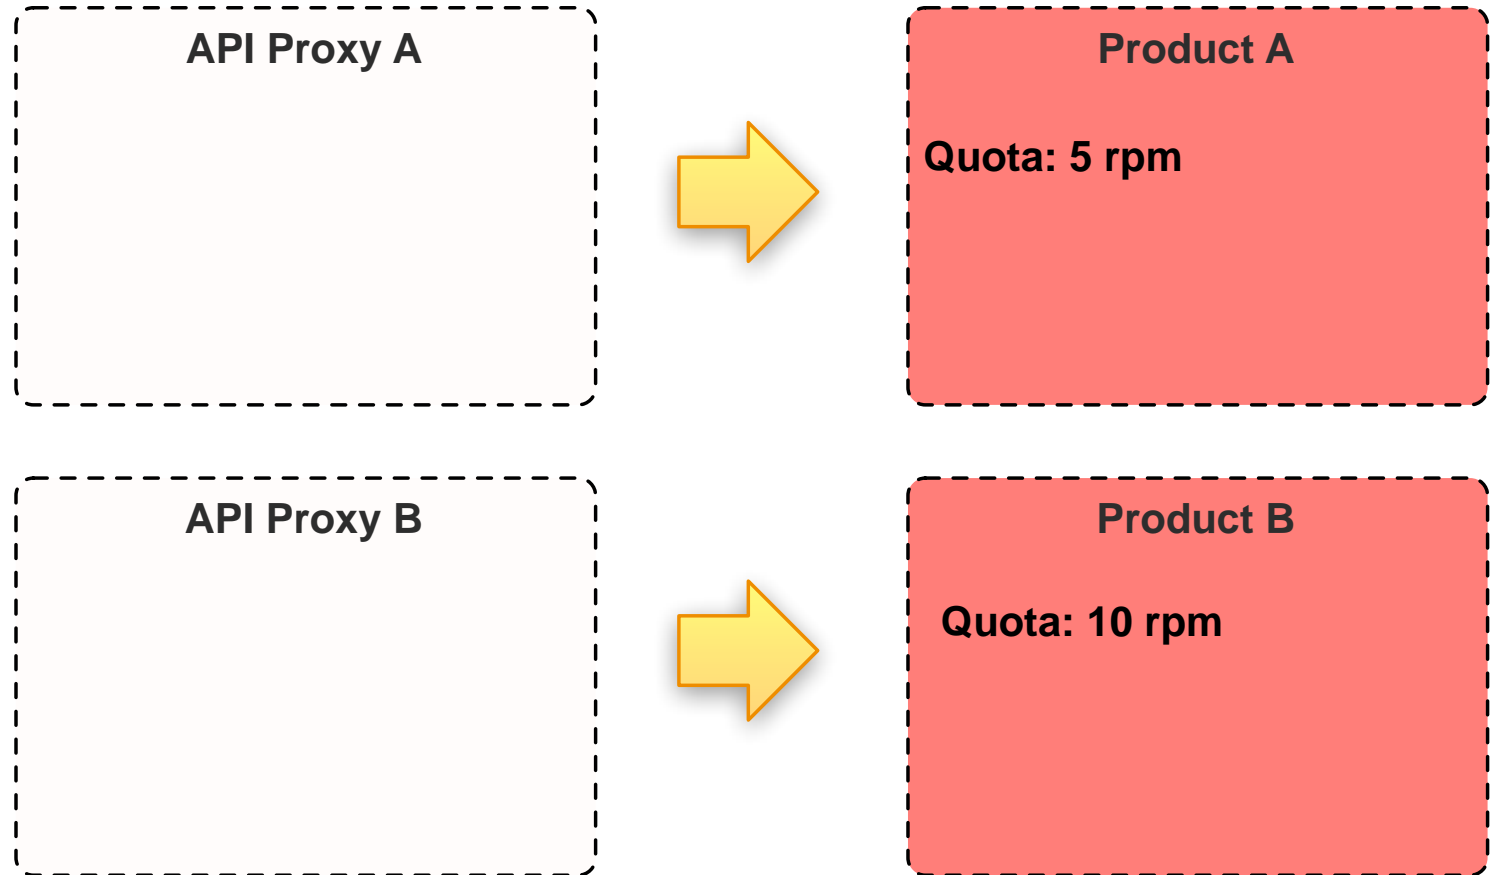 API Proxy A
Product A
Quota: 5 rpm
API Proxy B
Product B
Quota: 10 rpm